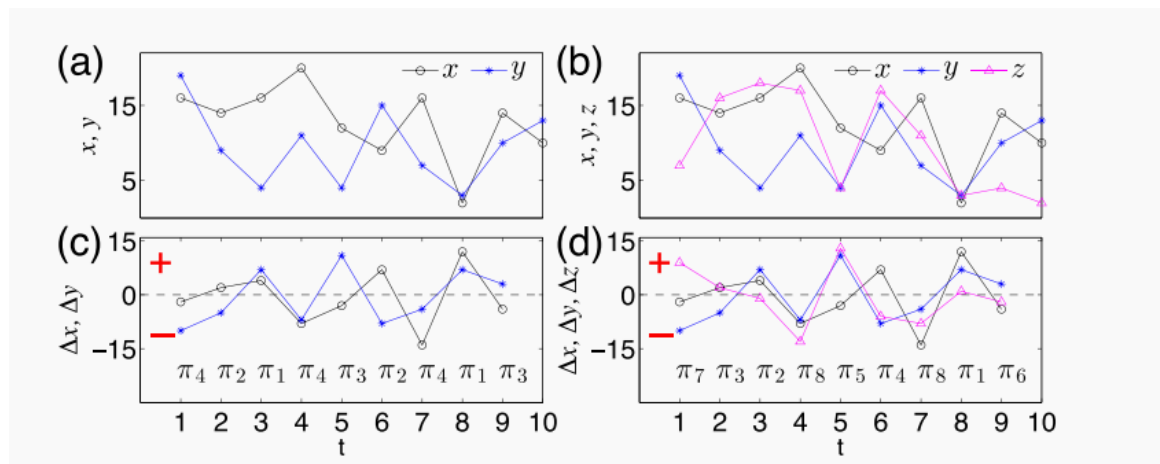 (a)
x, y
15
5
x y
(b)
x, y, z
15
5
x y z
(c)
Δx, Δy
15
0
−15
+
−
π₄ π₂ π₁ π₄ π₃ π₂ π₄ π₁ π₃
1 2 3 4 5 6 7 8 9 10
t
(d)
Δx, Δy, Δz
15
0
−15
+
−
π₇ π₃ π₂ π₈ π₅ π₄ π₈ π₁ π₆
1 2 3 4 5 6 7 8 9 10
t